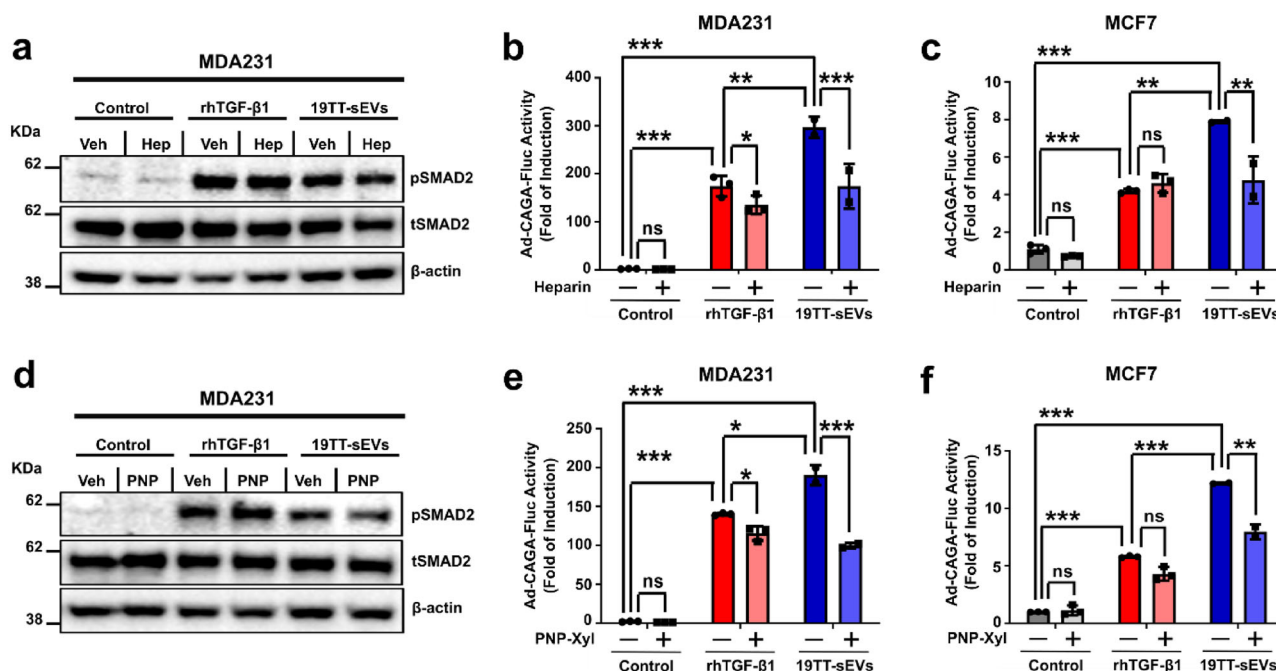 a
MDA231
Control rhTGF-β1 19TT-sEVs
KDa
Veh Hep Veh Hep Veh Hep
62
pSMAD2
62
tSMAD2
38
β-actin
b
MDA231
Ad-CAGA-Fluc Activity
(Fold of Induction)
400
300
200
100
0
***
**
***
***
*
ns
Heparin — + — + — +
Control rhTGF-β1 19TT-sEVs
c
MCF7
Ad-CAGA-Fluc Activity
(Fold of Induction)
8
6
4
2
0
***
**
**
***
ns
ns
Heparin — + — + — +
Control rhTGF-β1 19TT-sEVs
d
MDA231
Control rhTGF-β1 19TT-sEVs
KDa
Veh PNP Veh PNP Veh PNP
62
pSMAD2
62
tSMAD2
38
β-actin
e
MDA231
Ad-CAGA-Fluc Activity
(Fold of Induction)
250
200
150
100
50
0
***
*
***
***
*
ns
PNP-Xyl — + — + — +
Control rhTGF-β1 19TT-sEVs
f
MCF7
Ad-CAGA-Fluc Activity
(Fold of Induction)
15
10
5
0
***
***
**
***
ns
ns
PNP-Xyl — + — + — +
Control rhTGF-β1 19TT-sEVs